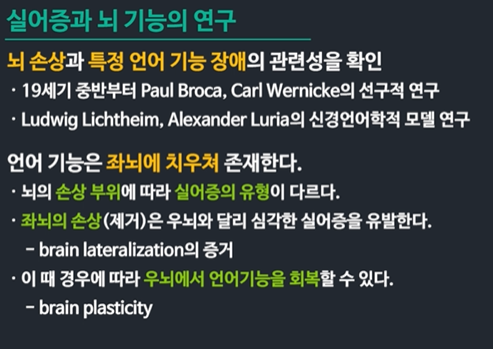 실어증과 뇌 기능의 연구
뇌 손상과 특정 언어 기능 장애의 관련성을 확인
· 19세기 중반부터 Paul Broca, Carl Wernicke의 선구적 연구
· Ludwig Lichtheim, Alexander Luria의 신경언어학적 모델 연구
언어 기능은 좌뇌에 치우쳐 존재한다.
· 뇌의 손상 부위에 따라 실어증의 유형이 다르다.
· 좌뇌의 손상(제거)은 우뇌와 달리 심각한 실어증을 유발한다.
– brain lateralization의 증거
· 이 때 경우에 따라 우뇌에서 언어기능을 회복할 수 있다.
– brain plasticity